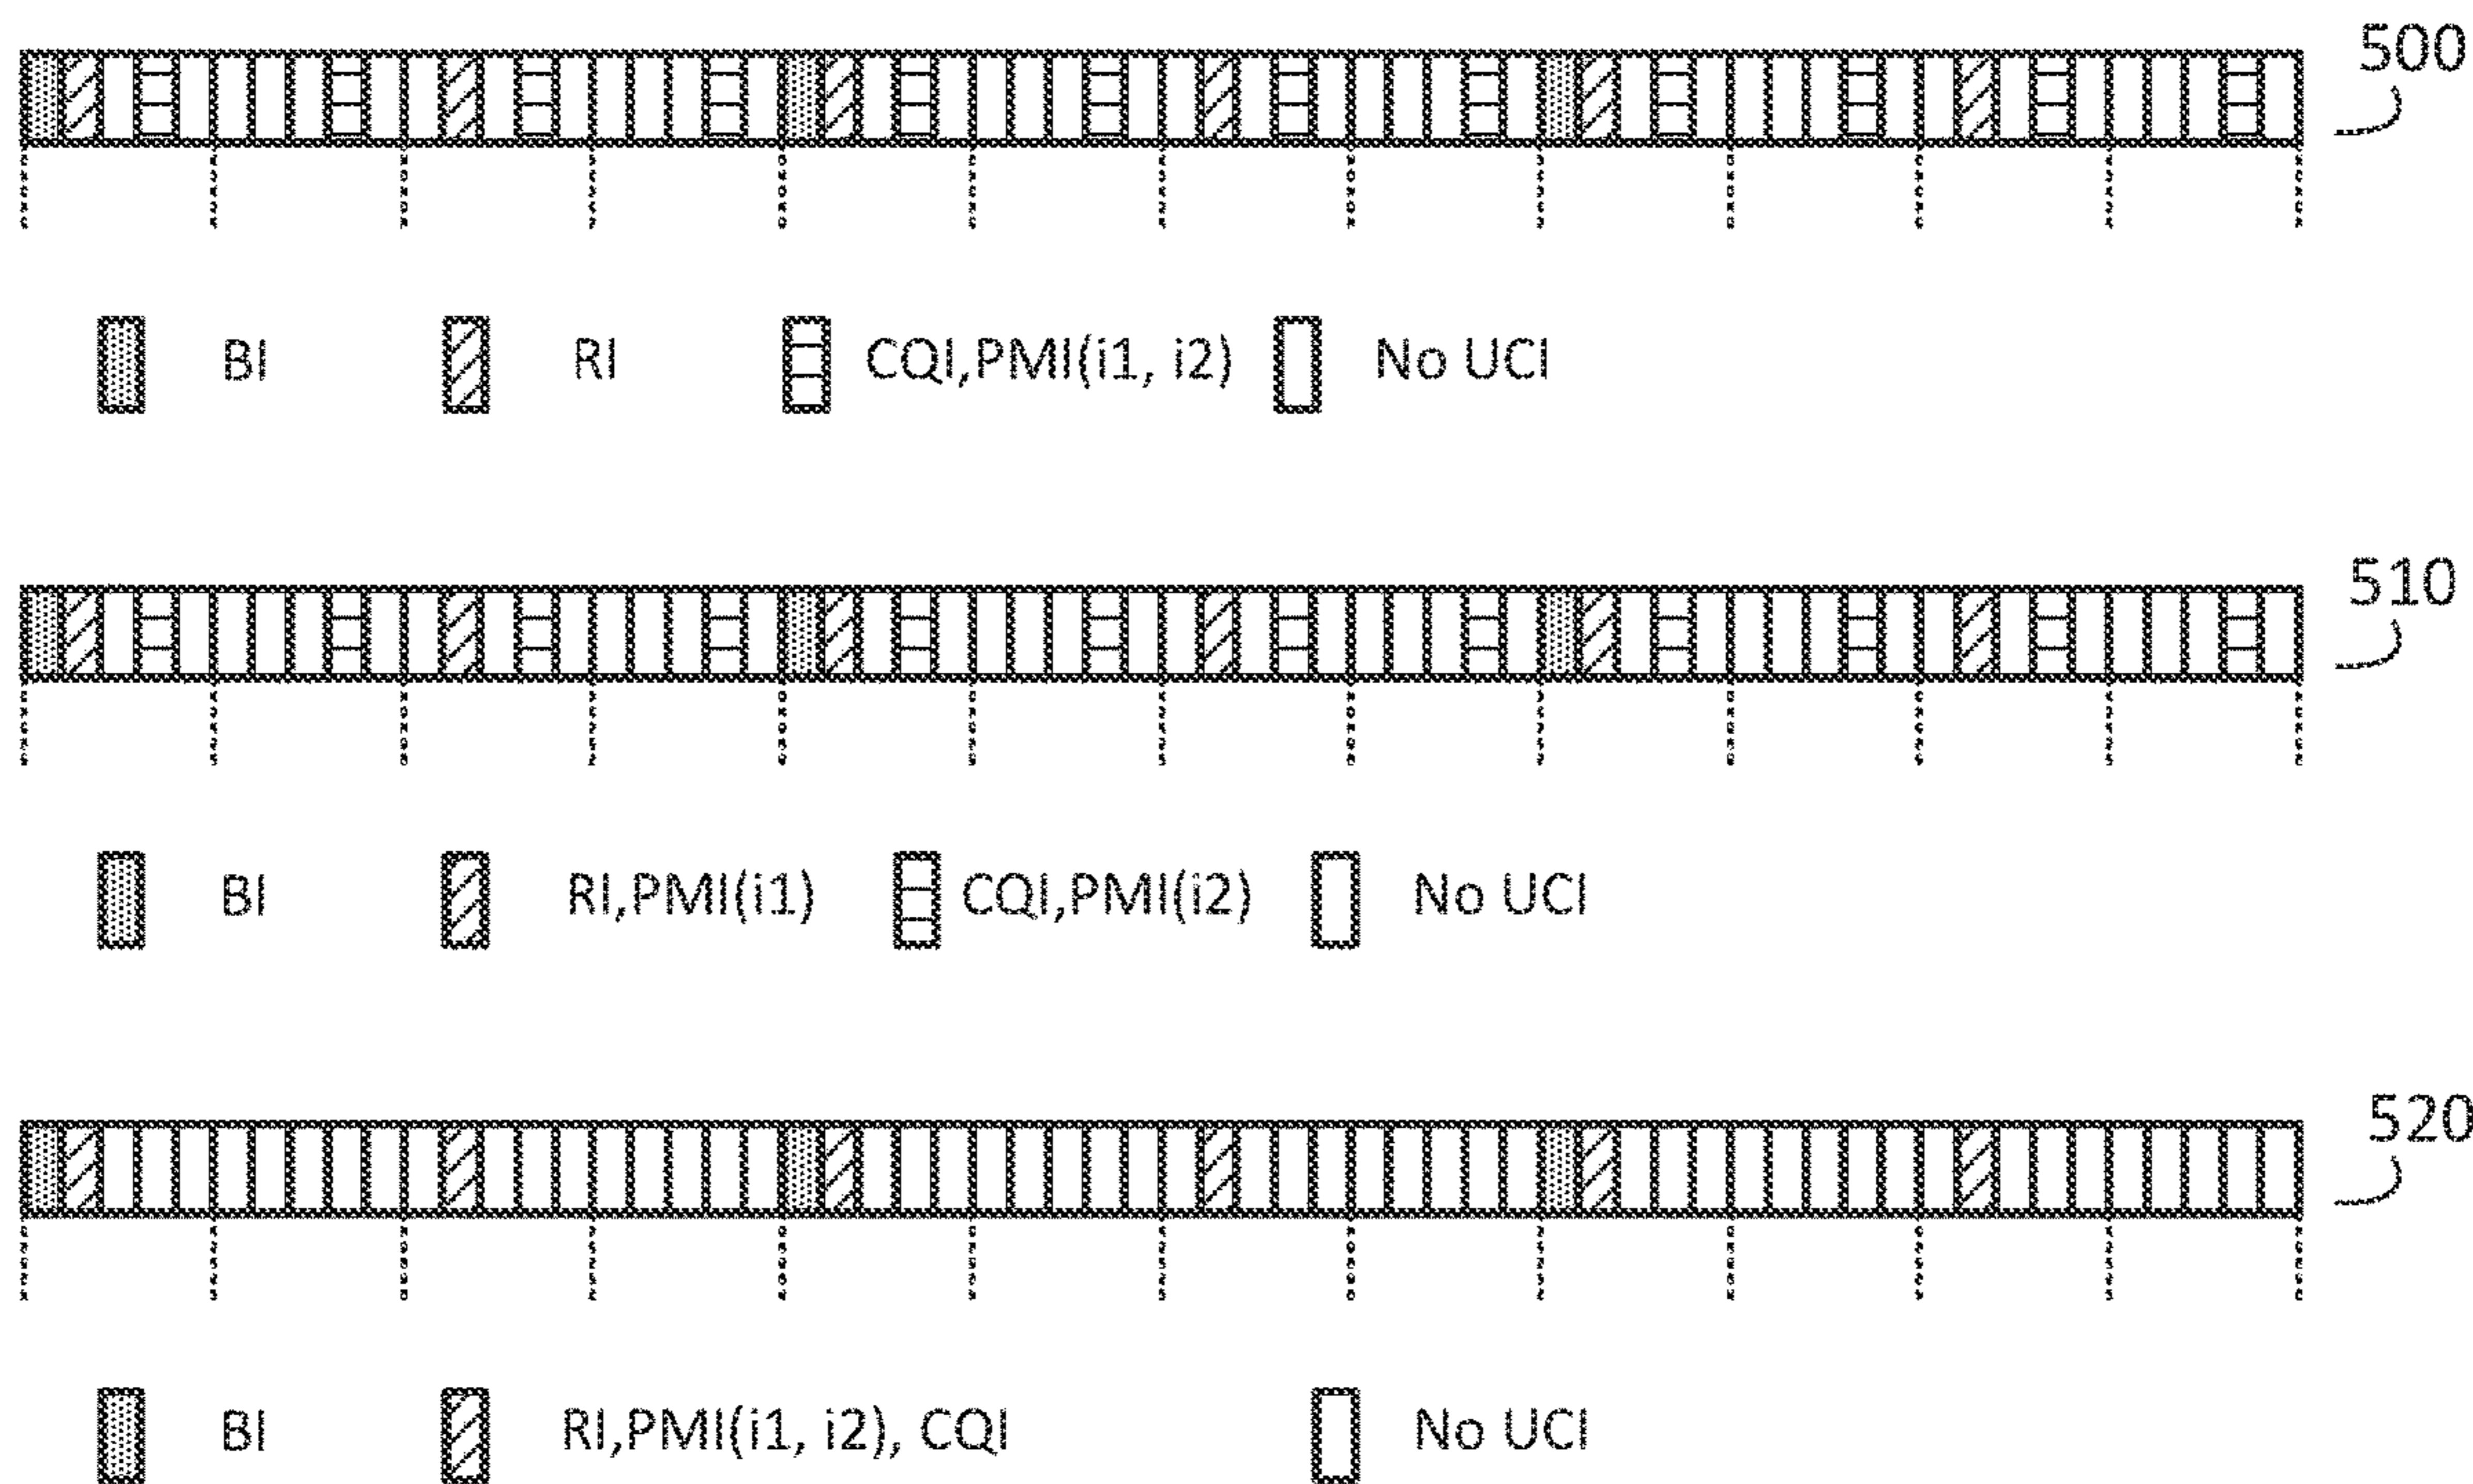 500
BI RI CQI,PMI(i1, i2) No UCI
510
BI RI,PMI(i1) CQI,PMI(i2) No UCI
520
BI RI,PMI(i1, i2), CQI No UCI